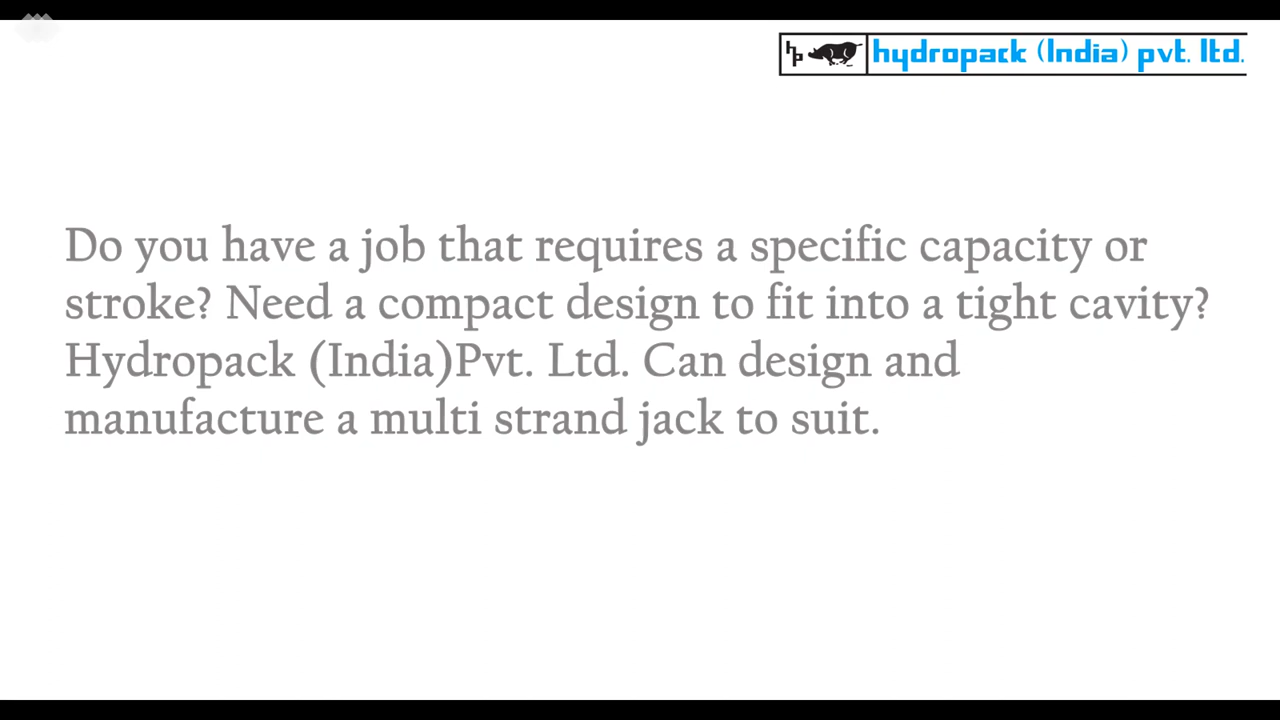 hp hydropack (India) pvt. ltd.
Do you have a job that requires a specific capacity or
stroke? Need a compact design to fit into a tight cavity?
Hydropack (India)Pvt. Ltd. Can design and
manufacture a multi strand jack to suit.